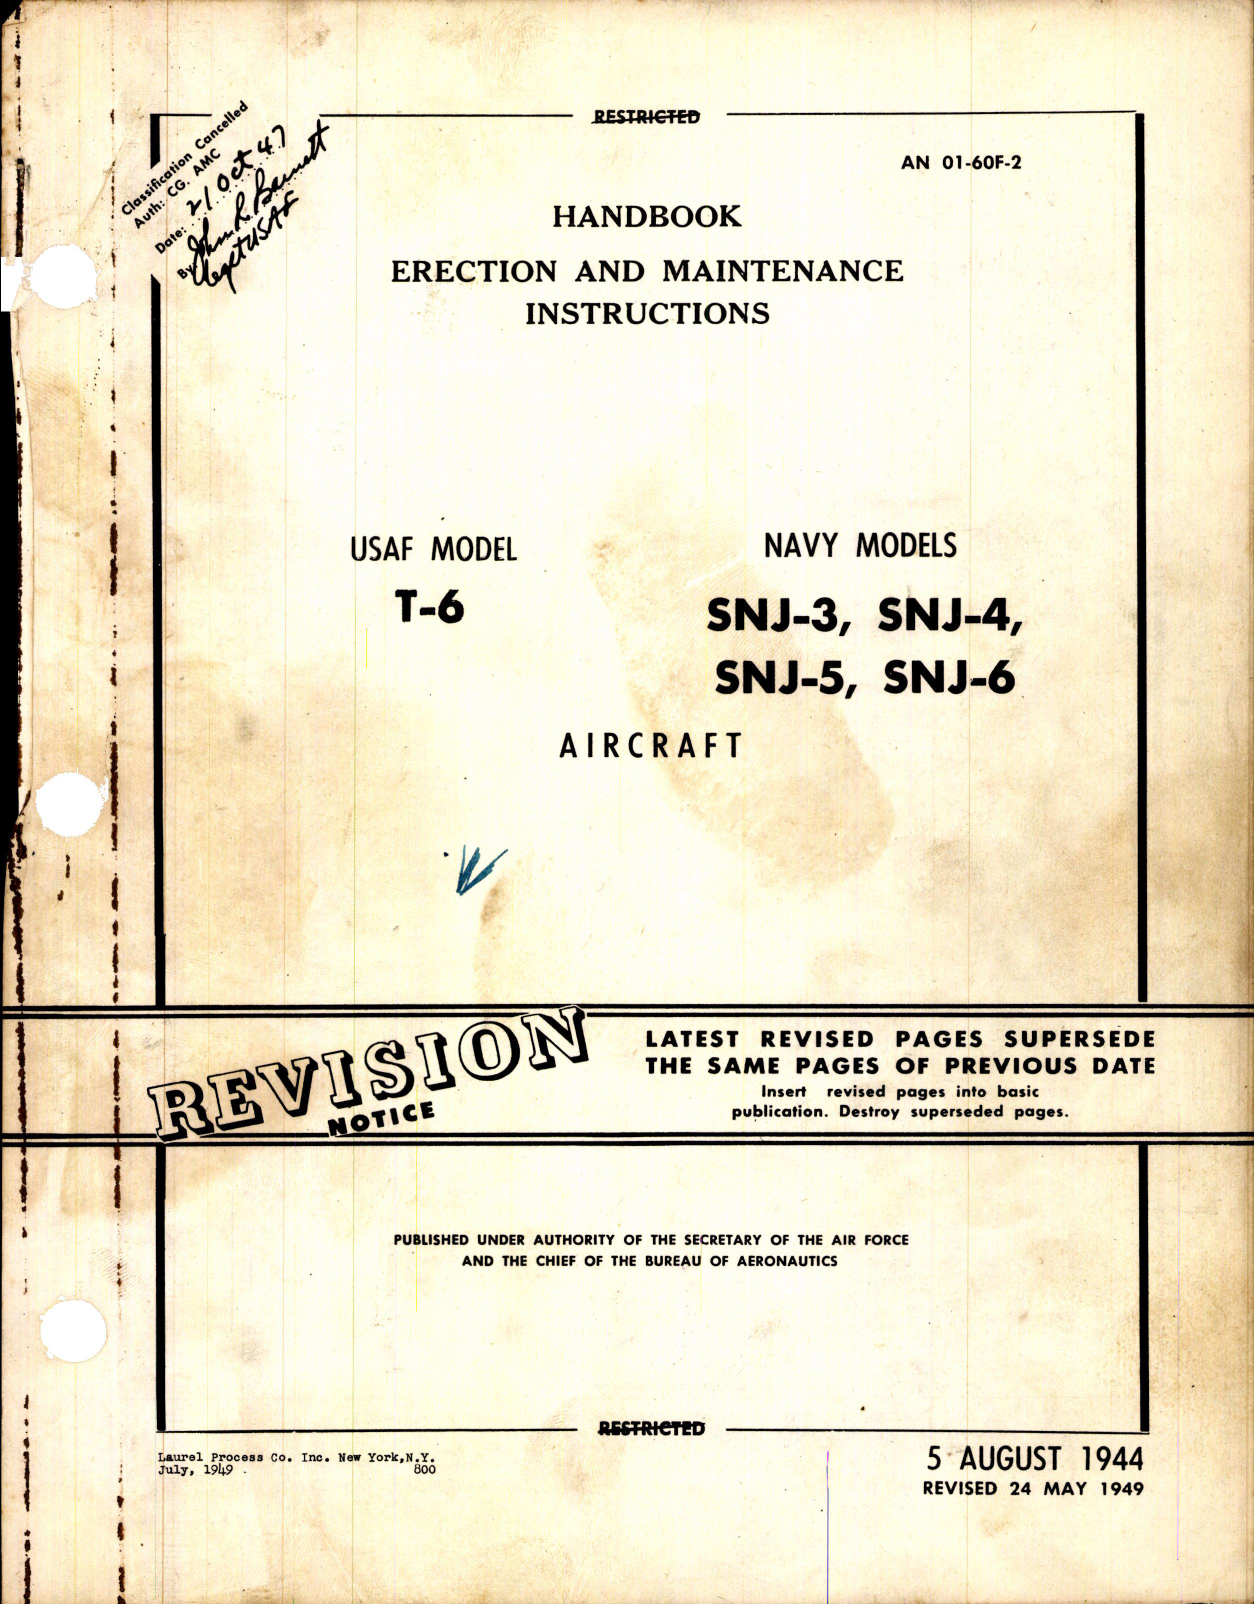 RESTRICTED
Classification Cancelled
Auth: CG. AMC
Date: 21 Oct 47
By John R. Barnett
USAF
AN 01-60F-2
HANDBOOK
ERECTION AND MAINTENANCE
INSTRUCTIONS
USAF MODEL
T-6
NAVY MODELS
SNJ-3, SNJ-4,
SNJ-5, SNJ-6
AIRCRAFT
REVISION
NOTICE
LATEST REVISED PAGES SUPERSEDE
THE SAME PAGES OF PREVIOUS DATE
Insert revised pages into basic
publication. Destroy superseded pages.
PUBLISHED UNDER AUTHORITY OF THE SECRETARY OF THE AIR FORCE
AND THE CHIEF OF THE BUREAU OF AERONAUTICS
RESTRICTED
Laurel Process Co. Inc. New York,N.Y.
July, 1949 . 800
5 AUGUST 1944
REVISED 24 MAY 1949